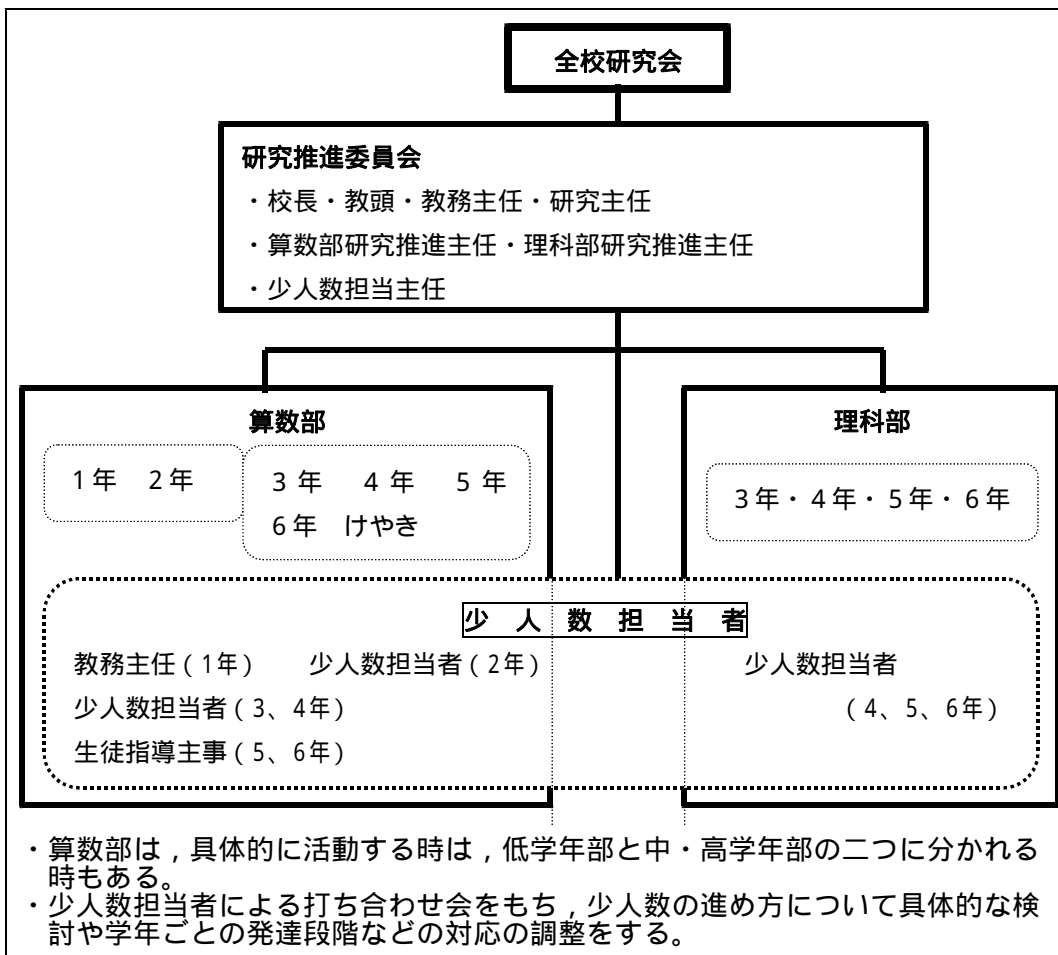 全校研究会
研究推進委員会
・校長・教頭・教務主任・研究主任
・算数部研究推進主任・理科部研究推進主任
・少人数担当主任
算数部
1年 2年
3年 4年 5年
6年 けやき
理科部
3年・4年・5年・6年
少人数担当者
教務主任(1年) 少人数担当者(2年)
少人数担当者(3、4年)
生徒指導主事(5、6年)
少人数担当者
(4、5、6年)
・算数部は,具体的に活動する時は,低学年部と中・高学年部の二つに分かれる
時もある。
・少人数担当者による打ち合わせ会をもち,少人数の進め方について具体的な検
討や学年ごとの発達段階などの対応の調整をする。